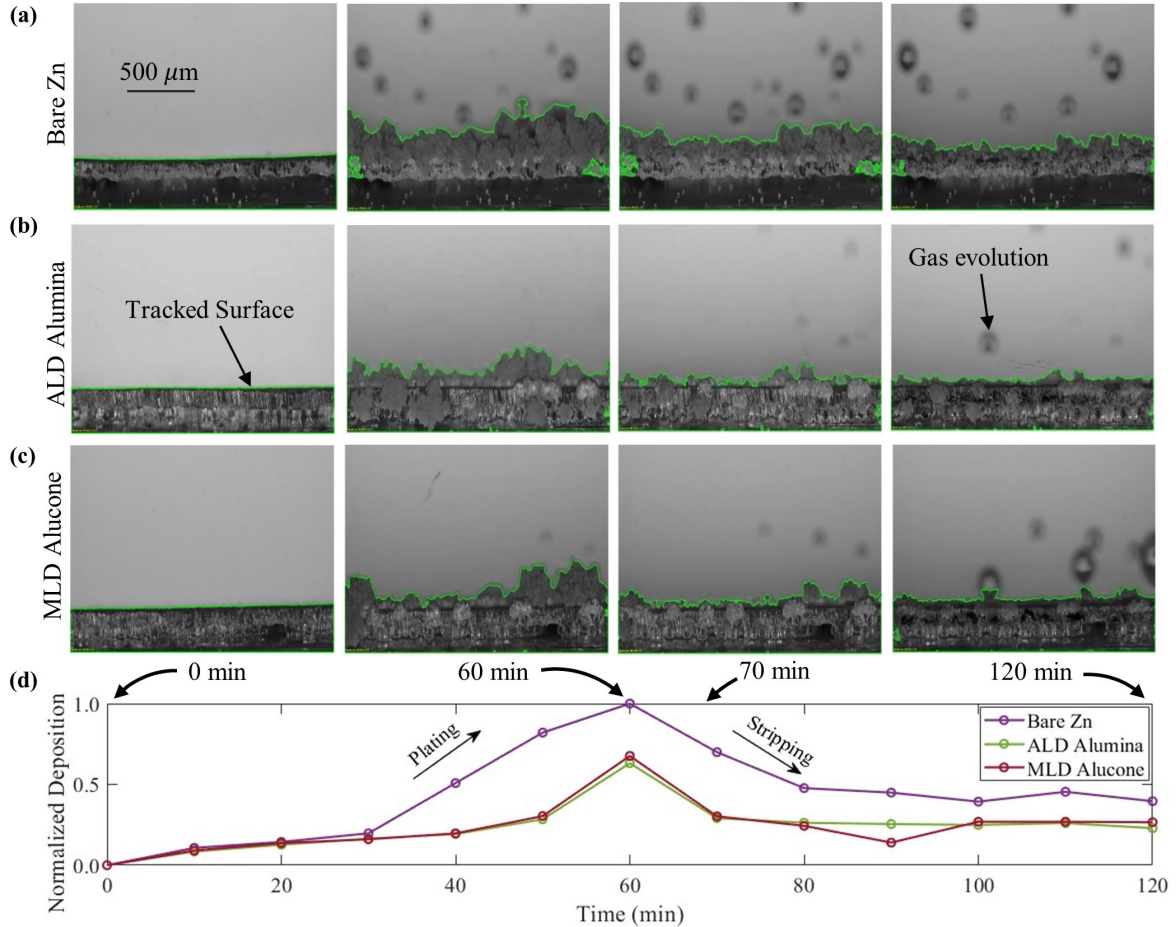 (a)
Bare Zn
500 μm
(b)
ALD Alumina
Tracked Surface
Gas evolution
(c)
MLD Alucone
0 min
60 min
70 min
120 min
(d)
Normalized Deposition
1.0
0.5
0.0
Plating
Stripping
Bare Zn
ALD Alumina
MLD Alucone
0 20 40 60 80 100 120
Time (min)